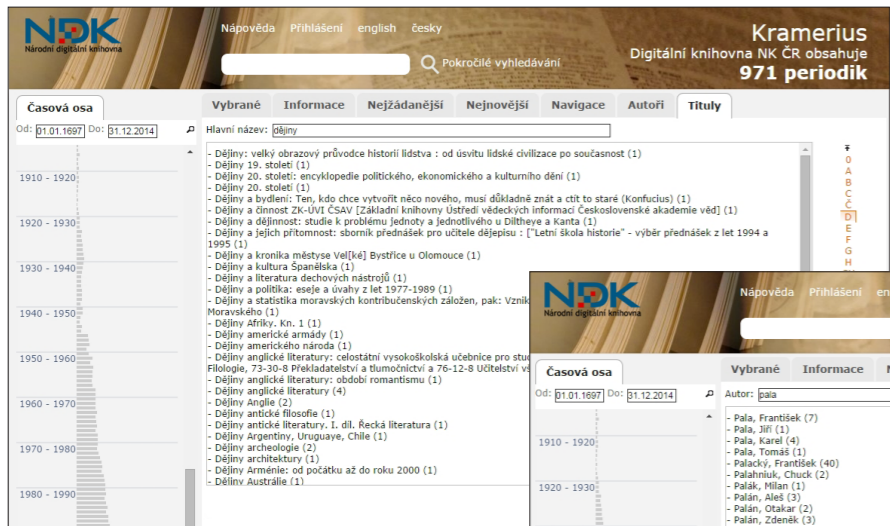 NDK
Národní digitální knihovna
Nápověda Přihlášení english česky
Pokročilé vyhledávání
Kramerius
Digitální knihovna NK ČR obsahuje
971 periodik
Časová osa
Od: 01.01.1697 Do: 31.12.2014
1910 - 1920
1920 - 1930
1930 - 1940
1940 - 1950
1950 - 1960
1960 - 1970
1970 - 1980
1980 - 1990
Vybrané Informace Nejžádanější Nejnovější Navigace Autoři Tituly
Hlavní název: dějiny
- Dějiny: velký obrazový průvodce historií lidstva : od úsvitu lidské civilizace po současnost (1)
- Dějiny 19. století (1)
- Dějiny 20. století: encyklopedie politického, ekonomického a kulturního dění (1)
- Dějiny 20. století (1)
- Dějiny a bydlení: Ten, kdo chce vytvořit něco nového, musí důkladně znát a ctít to staré (Konfucius) (1)
- Dějiny a činnost ZK-ÚVI ČSAV [Základní knihovny Ústředí vědeckých informací Československé akademie věd] (1)
- Dějiny a dějinnost: studie k problému jednoty a jednotlivého u Diltheye a Kanta (1)
- Dějiny a jejich přítomnost: sborník přednášek pro učitele dějepisu : ["Letní škola historie" - výběr přednášek z let 1994 a
1995 (1)
- Dějiny a kronika městyse Vel[ké] Bystřice u Olomouce (1)
- Dějiny a kultura Španělska (1)
- Dějiny a literatura dechových nástrojů (1)
- Dějiny a politika: eseje a úvahy z let 1977-1989 (1)
- Dějiny a statistika moravských kontribučenských záložen, pak: Vznik
Moravského (1)
- Dějiny Afriky. Kn. 1 (1)
- Dějiny americké armády (1)
- Dějiny amerického národa (1)
- Dějiny anglické literatury: celostátní vysokoškolská učebnice pro stud
Filologie, 73-30-8 Překladatelství a tlumočnictví a 76-12-8 Učitelství vš
- Dějiny anglické literatury: období romantismu (1)
- Dějiny anglické literatury (4)
- Dějiny Anglie (2)
- Dějiny antické filosofie (1)
- Dějiny antické literatury. I. díl. Řecká literatura (1)
- Dějiny Argentiny, Uruguaye, Chile (1)
- Dějiny archeologie (2)
- Dějiny architektury (1)
- Dějiny Arménie: od počátku až do roku 2000 (1)
- Dějiny Austrálie (1)
0
A
B
C
Č
D
E
F
G
H
NDK
Národní digitální knihovna
Nápověda Přihlášení en
Časová osa
Od: 01.01.1697 Do: 31.12.2014
1910 - 1920
1920 - 1930
Vybrané Informace N
Autor: pala
- Pala, František (7)
- Pala, Jiří (1)
- Pala, Karel (4)
- Pala, Tomáš (1)
- Palacký, František (40)
- Palahniuk, Chuck (2)
- Palák, Milan (1)
- Palán, Aleš (3)
- Palán, Otakar (2)
- Palán, Zdeněk (3)